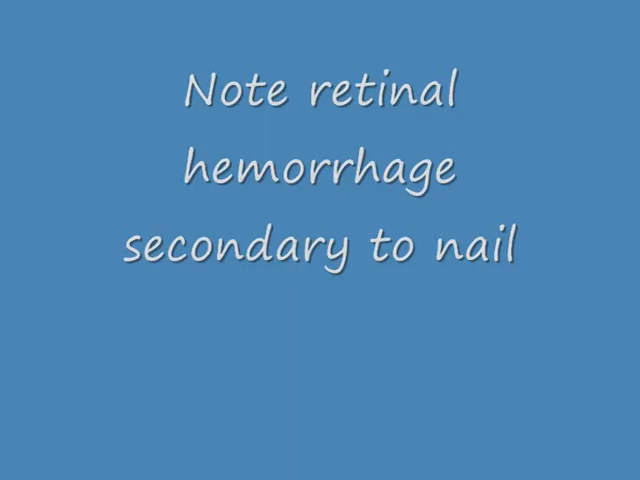 Note retinal
hemorrhage
secondary to nail